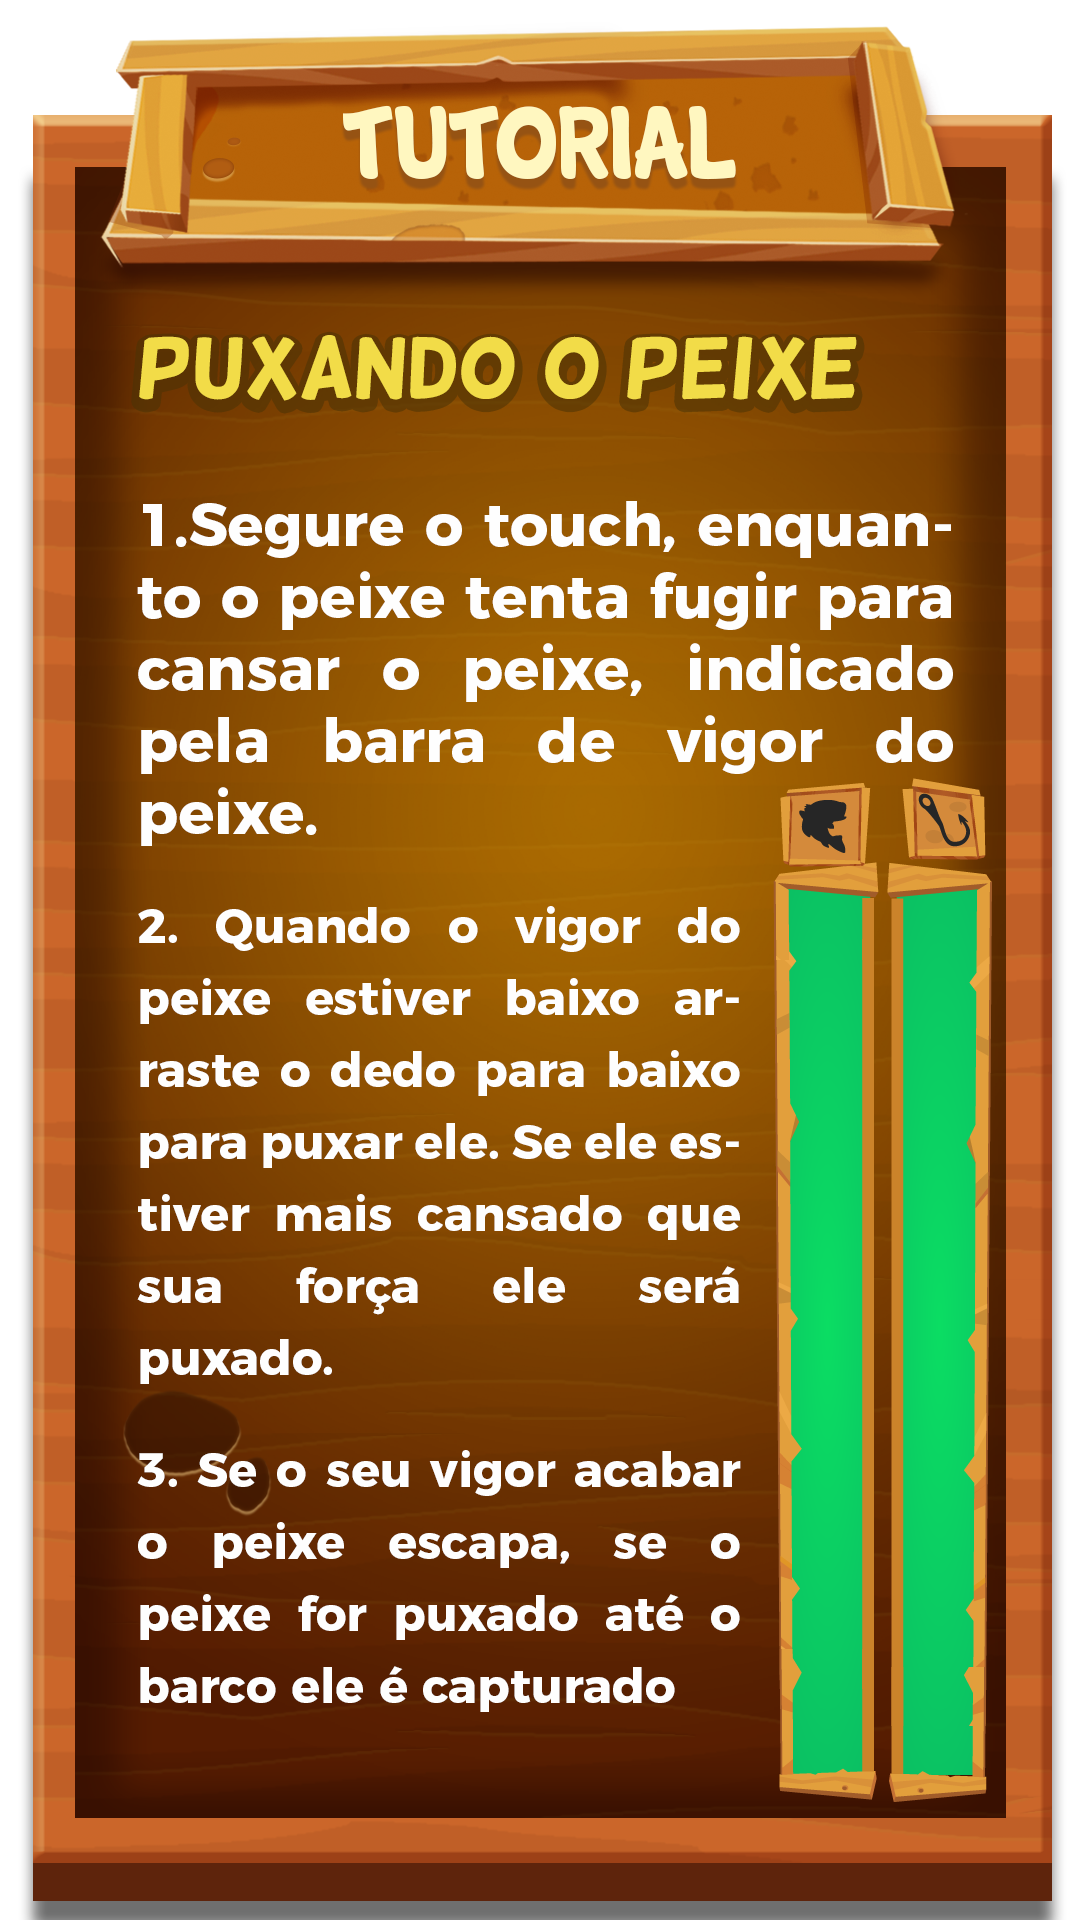 TUTORIAL
PUXANDO O PEIXE
1.Segure o touch, enquan-
to o peixe tenta fugir para
cansar o peixe, indicado
pela barra de vigor do
peixe.
2. Quando o vigor do
peixe estiver baixo ar-
raste o dedo para baixo
para puxar ele. Se ele es-
tiver mais cansado que
sua força ele será
puxado.
3. Se o seu vigor acabar
o peixe escapa, se o
peixe for puxado até o
barco ele é capturado